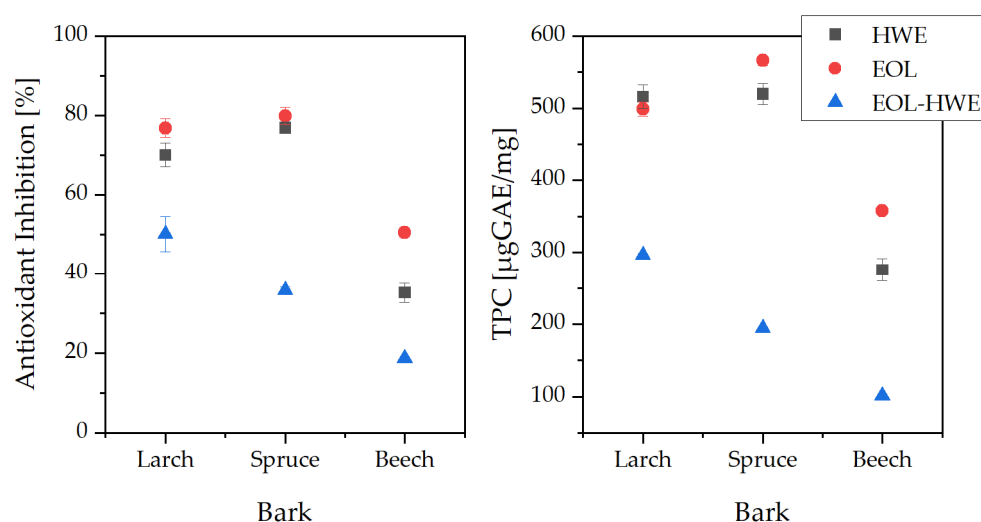 Antioxidant Inhibition [%]
100
80
60
40
20
0
Larch Spruce Beech
Bark
TPC [µgGAE/mg]
600
500
400
300
200
100
Larch Spruce Beech
Bark
HWE
EOL
EOL-HWE